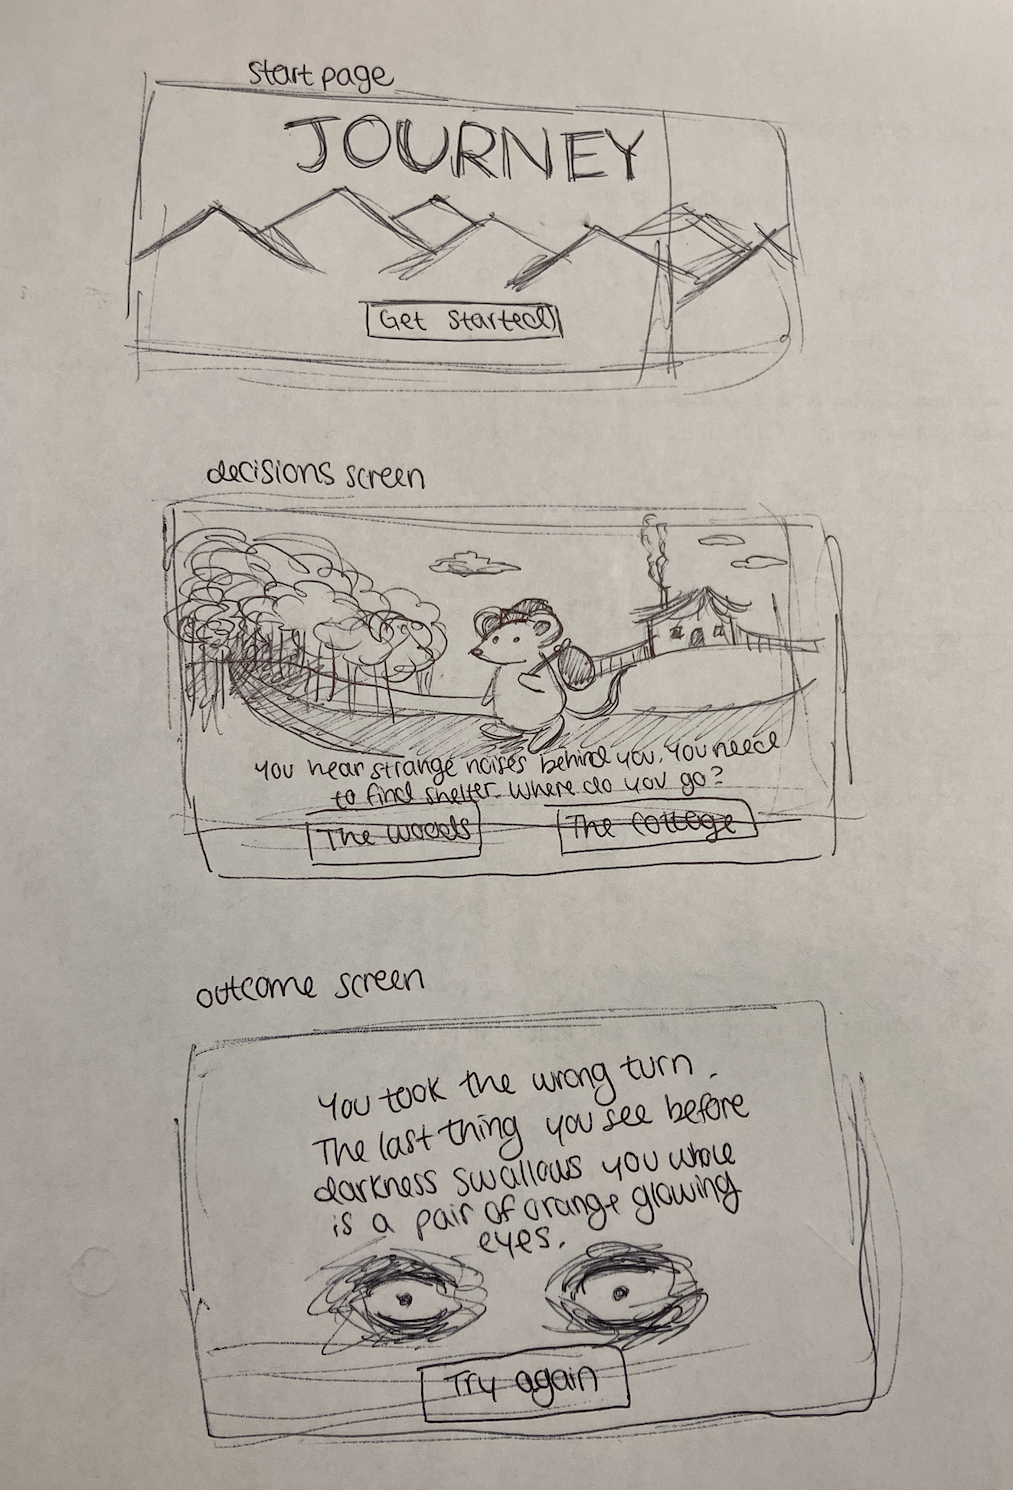 start page
JOURNEY
Get started
decisions screen
You hear strange noises behind you. You need
to find shelter. Where do you go?
The woods
The cottage
outcome screen
You took the wrong turn.
The last thing you see before
darkness swallows you whole
is a pair of orange glowing
eyes.
Try again